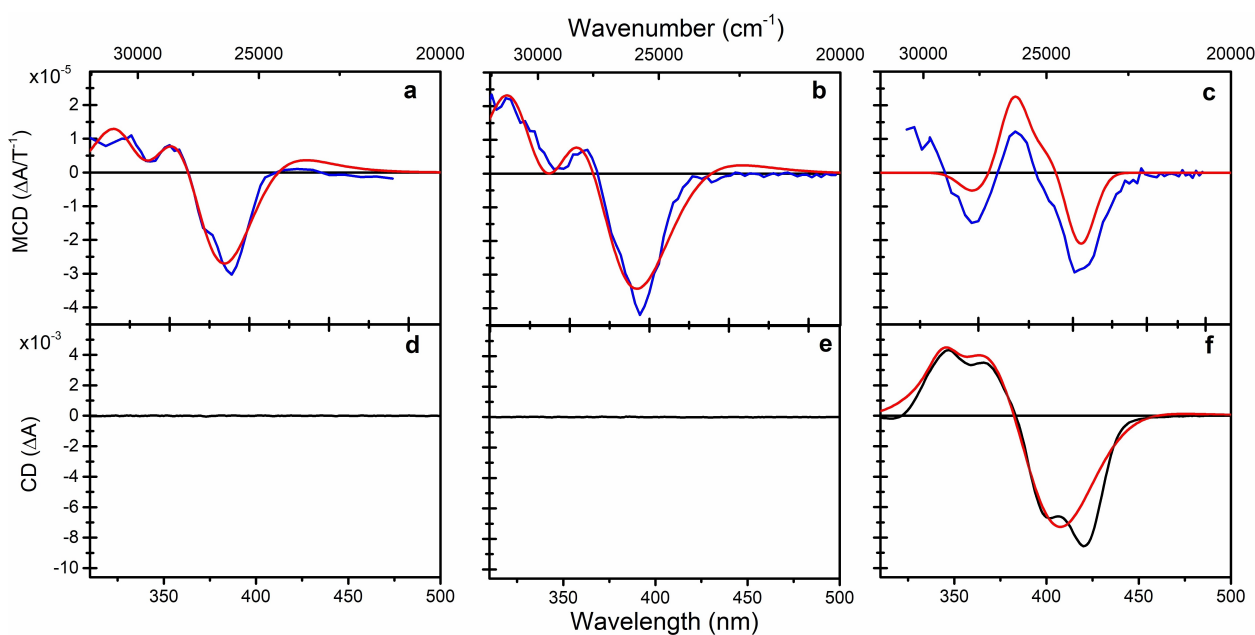 Wavenumber (cm-1)
30000 25000 20000 30000 25000 20000 30000 25000 20000
x10-5
a b c
2
1
0
-1
-2
-3
-4
MCD (ΔA/T-1)
x10-3
d e f
4
2
0
-2
-4
-6
-8
-10
CD (ΔA)
350 400 450 500 350 400 450 500 350 400 450 500
Wavelength (nm)